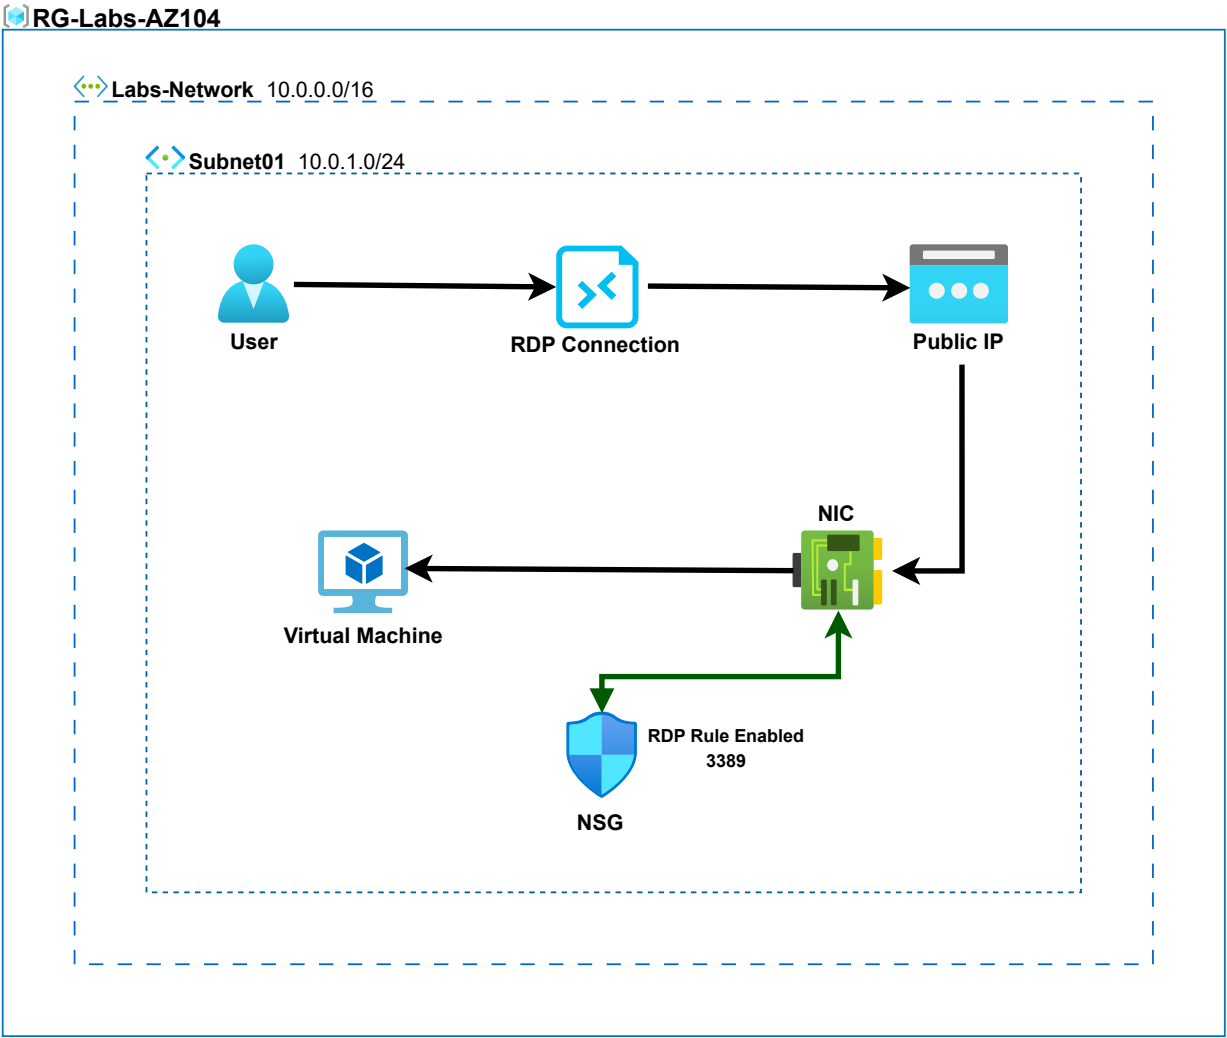 RG-Labs-AZ104
Labs-Network 10.0.0.0/16
Subnet01 10.0.1.0/24
User
RDP Connection
Public IP
NIC
Virtual Machine
RDP Rule Enabled
3389
NSG